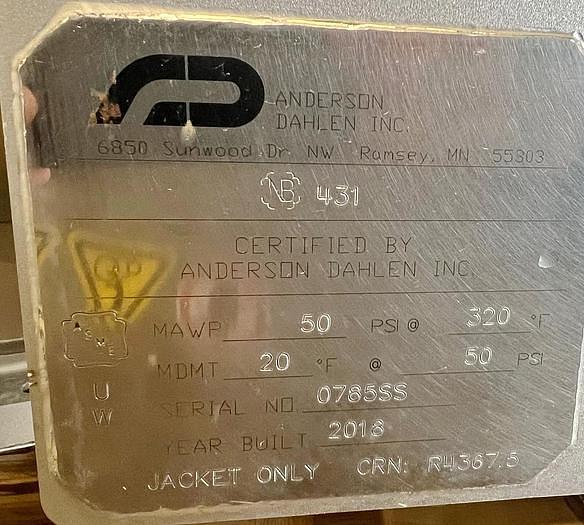 ANDERSON
DAHLEN INC.
6850 Sunwood Dr NW Ramsey, MN 55303
NB 431
CERTIFIED BY
ANDERSON DAHLEN INC.
ASME
MAWP 50 PSI @ 320 °F
MDMT 20 °F @ 50 PSI
U
W
SERIAL NO. 0785SS
YEAR BUILT 2018
JACKET ONLY CRN: R4367.5